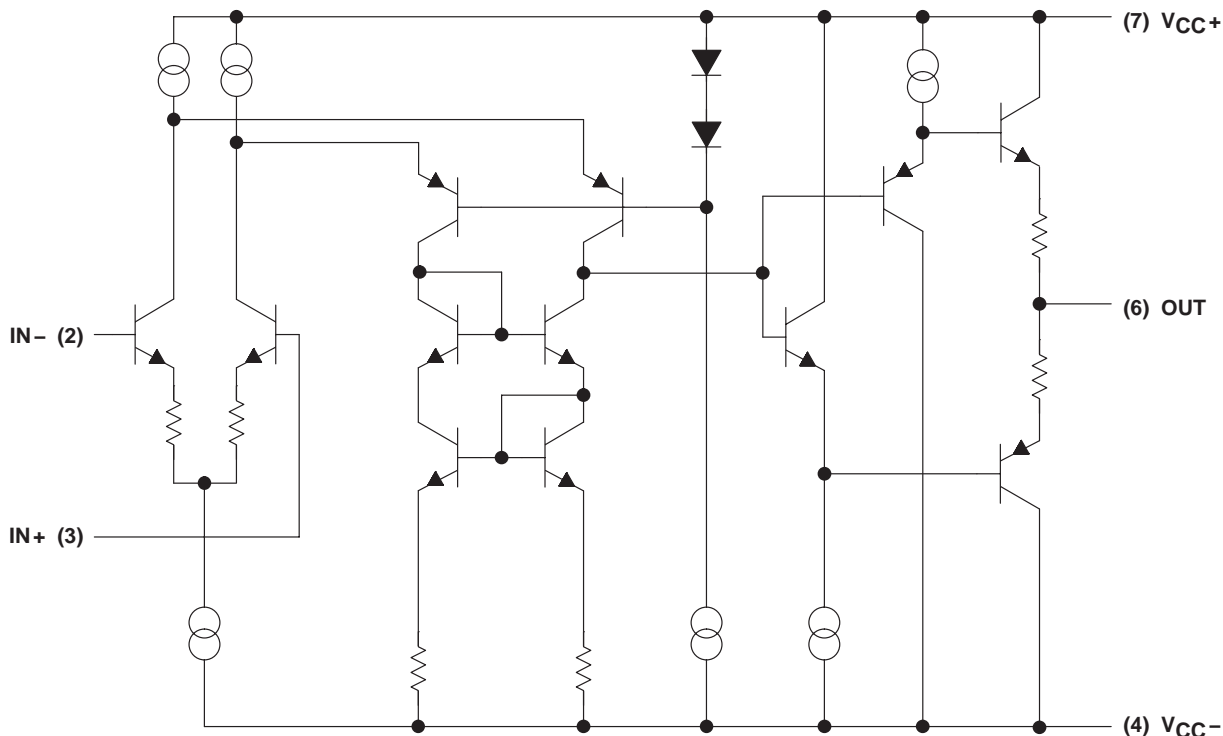 (7) VCC+
IN− (2)
(6) OUT
IN+ (3)
(4) VCC−